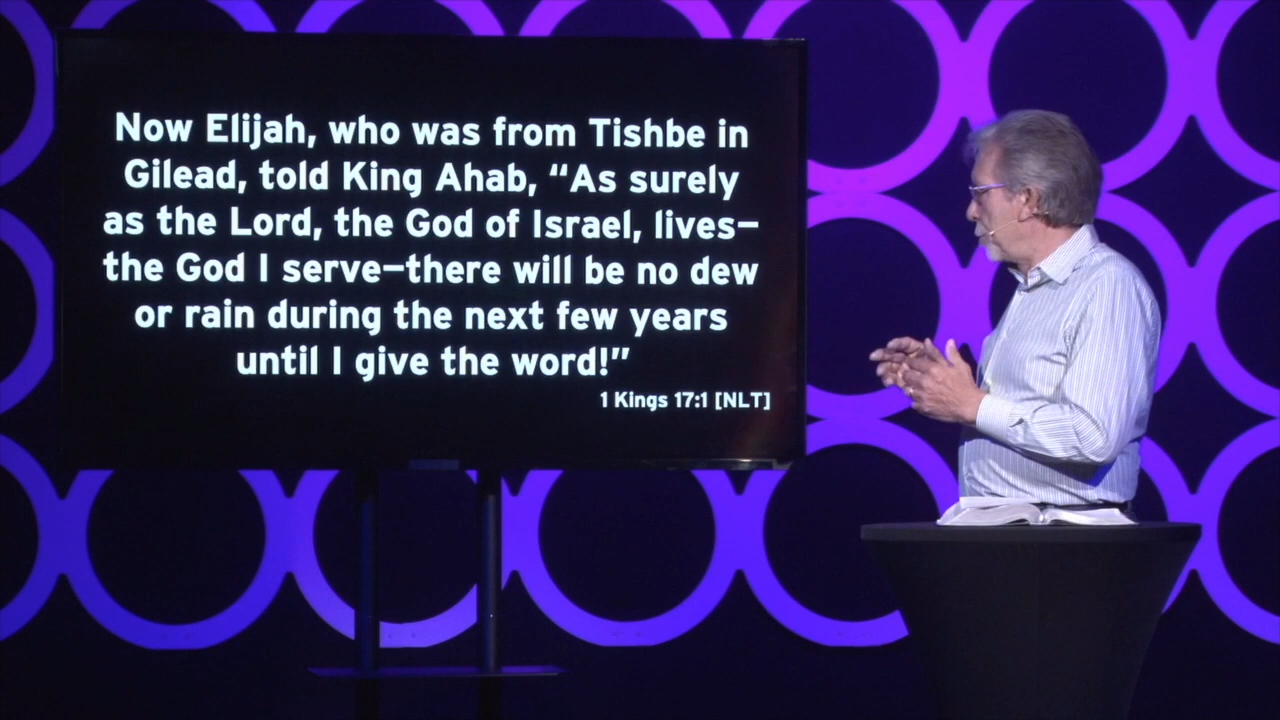 Now Elijah, who was from Tishbe in
Gilead, told King Ahab, “As surely
as the Lord, the God of Israel, lives—
the God I serve—there will be no dew
or rain during the next few years
until I give the word!”
1 Kings 17:1 [NLT]